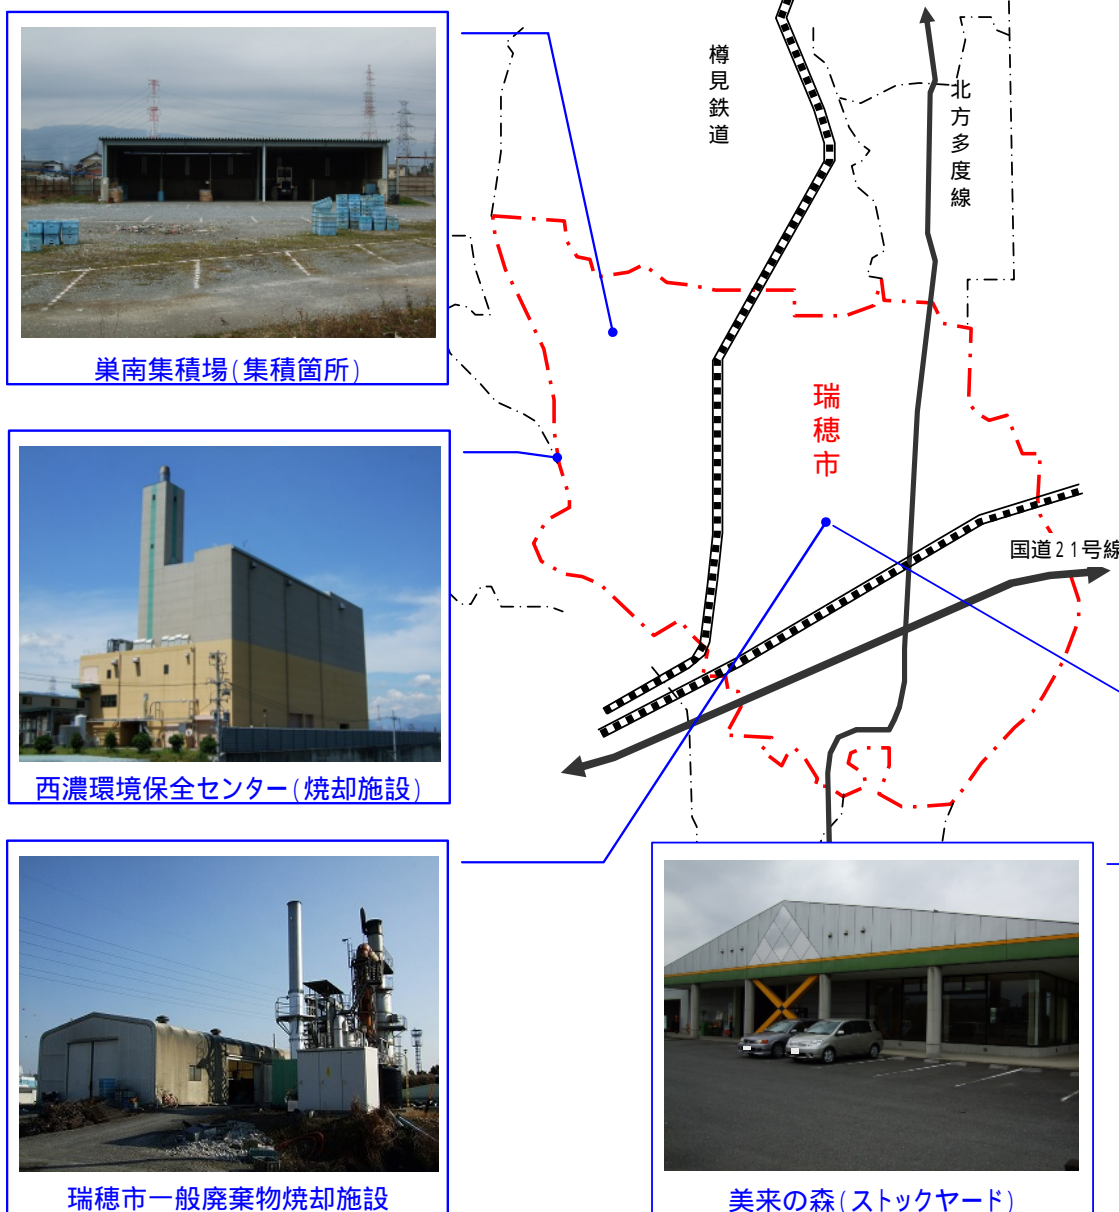 樽見鉄道
北方多度線
巣南集積場(集積箇所)
瑞穂市
国道21号線
西濃環境保全センター(焼却施設)
瑞穂市一般廃棄物焼却施設
美来の森(ストックヤード)